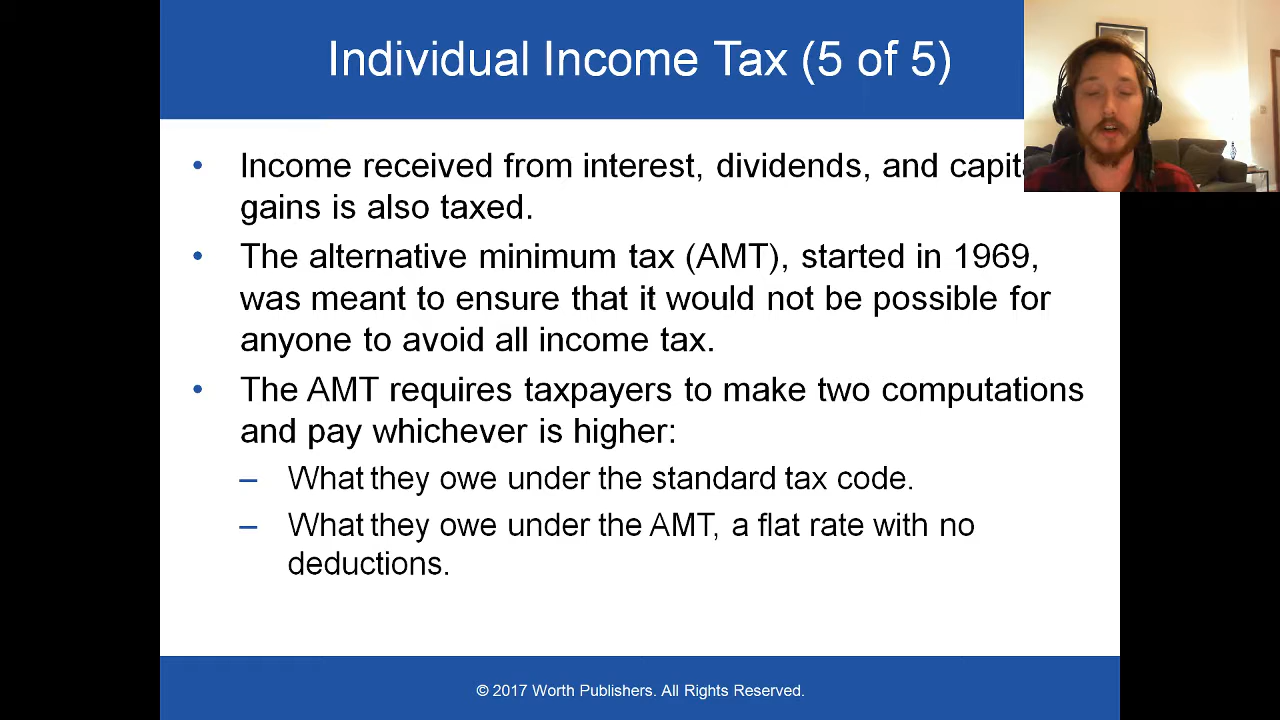 Individual Income Tax (5 of 5)
• Income received from interest, dividends, and
gains is also taxed.
• The alternative minimum tax (AMT), started in 1969,
was meant to ensure that it would not be possible for
anyone to avoid all income tax.
• The AMT requires taxpayers to make two computations
and pay whichever is higher:
– What they owe under the standard tax code.
– What they owe under the AMT, a flat rate with no
deductions.
© 2017 Worth Publishers. All Rights Reserved.